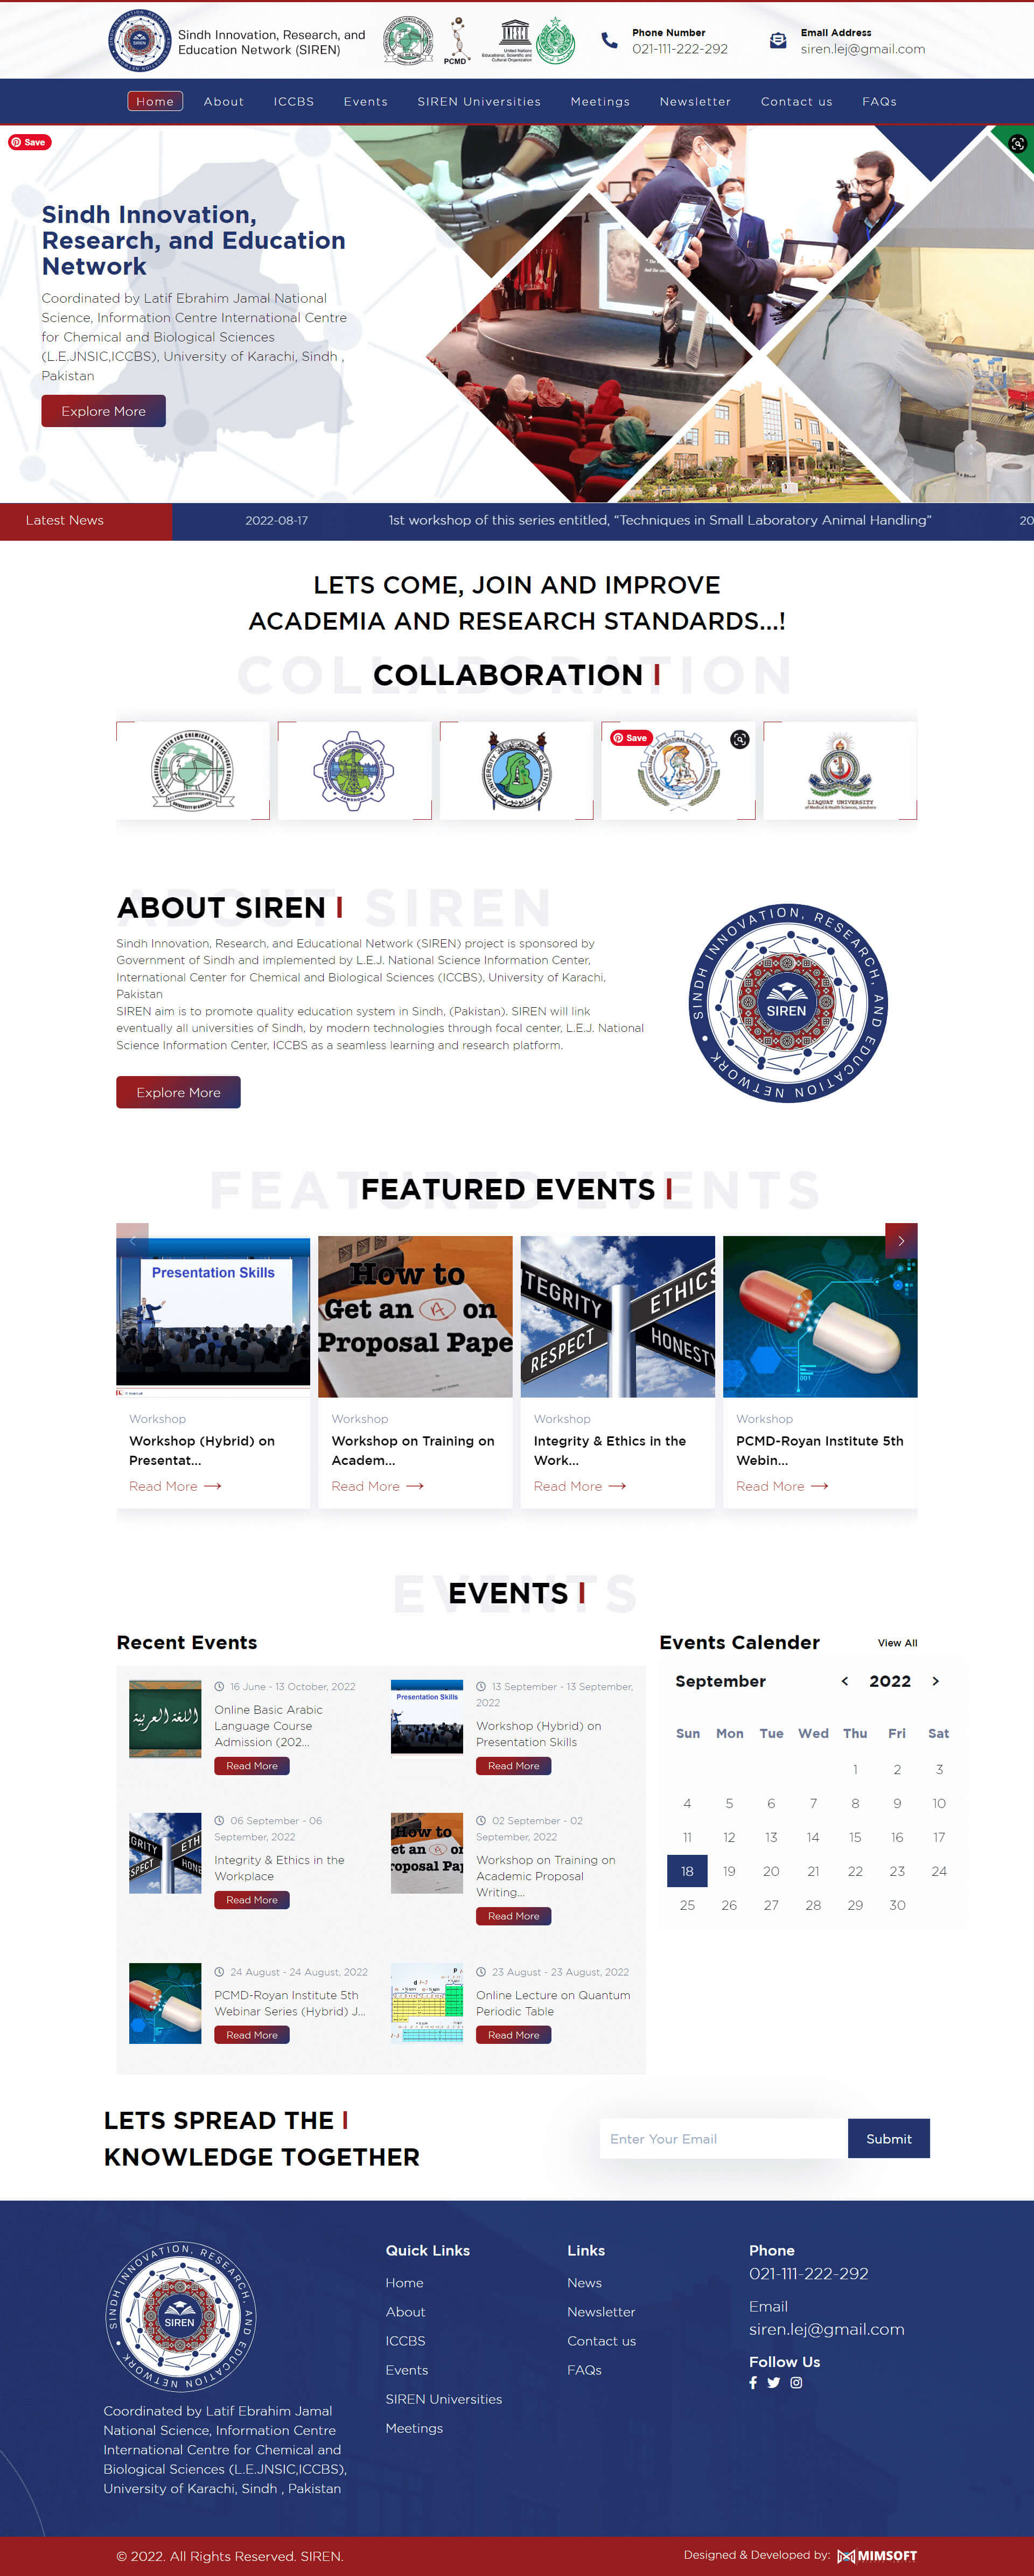 Sindh Innovation, Research, and
Education Network (SIREN)
PCMD
United Nations
Educational, Scientific and
Cultural Organization
Phone Number
021-111-222-292
Email Address
siren.lej@gmail.com
Home
About
ICCBS
Events
SIREN Universities
Meetings
Newsletter
Contact us
FAQs
Save
Sindh Innovation,
Research, and Education
Network
Coordinated by Latif Ebrahim Jamal National
Science, Information Centre International Centre
for Chemical and Biological Sciences
(L.E.JNSIC,ICCBS), University of Karachi, Sindh ,
Pakistan
Explore More
Latest News
2022-08-17
1st workshop of this series entitled, “Techniques in Small Laboratory Animal Handling”
20
LETS COME, JOIN AND IMPROVE
ACADEMIA AND RESEARCH STANDARDS...!
COLLABORATION
COLLABORATION
Save
UNIVERSITY OF SINDH
LIAQUAT UNIVERSITY
of Medical & Health Sciences, Jamshoro
ABOUT SIREN
ABOUT SIREN
Sindh Innovation, Research, and Educational Network (SIREN) project is sponsored by
Government of Sindh and implemented by L.E.J. National Science Information Center,
International Center for Chemical and Biological Sciences (ICCBS), University of Karachi,
Pakistan
SIREN aim is to promote quality education system in Sindh, (Pakistan). SIREN will link
eventually all universities of Sindh, by modern technologies through focal center, L.E.J. National
Science Information Center, ICCBS as a seamless learning and research platform.
Explore More
SINDH INNOVATION, RESEARCH, AND EDUCATION NETWORK
SIREN
FEATURED EVENTS
FEATURED EVENTS
Presentation Skills
How to
Get an A on
Proposal Pape
TEGRITY
ETHICS
RESPECT
HONESTY
001
Workshop
Workshop (Hybrid) on
Presentat...
Read More
Workshop
Workshop on Training on
Academ...
Read More
Workshop
Integrity & Ethics in the
Work...
Read More
Workshop
PCMD-Royan Institute 5th
Webin...
Read More
EVENTS
EVENTS
Recent Events
اللغة العربية
16 June - 13 October, 2022
Online Basic Arabic
Language Course
Admission (202...
Read More
Presentation Skills
13 September - 13 September,
2022
Workshop (Hybrid) on
Presentation Skills
Read More
GRITY
ETH
SPECT
HONE
06 September - 06
September, 2022
Integrity & Ethics in the
Workplace
Read More
How to
et an A or
roposal Pap
02 September - 02
September, 2022
Workshop on Training on
Academic Proposal
Writing...
Read More
24 August - 24 August, 2022
PCMD-Royan Institute 5th
Webinar Series (Hybrid) J...
Read More
23 August - 23 August, 2022
Online Lecture on Quantum
Periodic Table
Read More
Events Calender
View All
September
< 2022 >
Sun Mon Tue Wed Thu Fri Sat
1 2 3
4 5 6 7 8 9 10
11 12 13 14 15 16 17
18 19 20 21 22 23 24
25 26 27 28 29 30
LETS SPREAD THE
KNOWLEDGE TOGETHER
Enter Your Email
Submit
SINDH INNOVATION, RESEARCH, AND EDUCATION NETWORK
SIREN
Coordinated by Latif Ebrahim Jamal
National Science, Information Centre
International Centre for Chemical and
Biological Sciences (L.E.JNSIC,ICCBS),
University of Karachi, Sindh , Pakistan
Quick Links
Home
About
ICCBS
Events
SIREN Universities
Meetings
Links
News
Newsletter
Contact us
FAQs
Phone
021-111-222-292
Email
siren.lej@gmail.com
Follow Us
© 2022. All Rights Reserved. SIREN.
Designed & Developed by: MIMSOFT